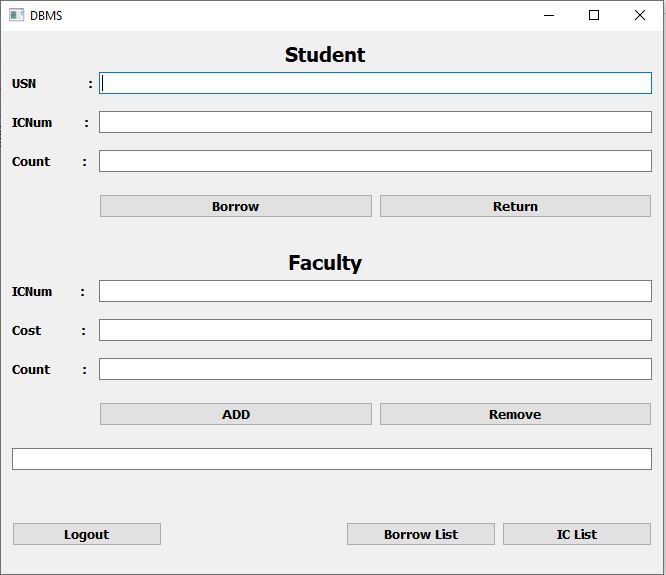 DBMS
Student
USN :
ICNum :
Count :
Borrow Return
Faculty
ICNum :
Cost :
Count :
ADD Remove
Logout Borrow List IC List